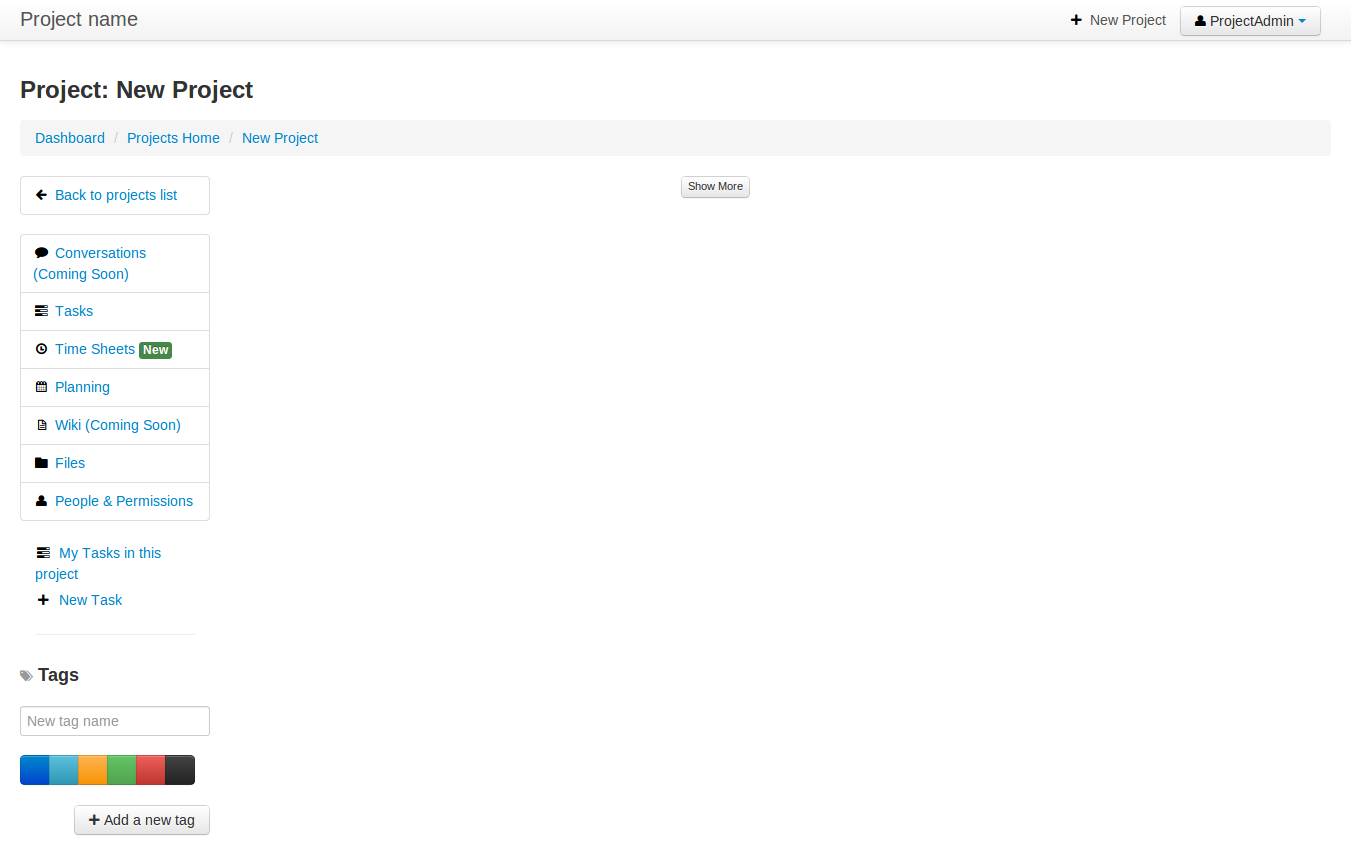 Project name
New Project
ProjectAdmin
Project: New Project
Dashboard / Projects Home / New Project
Back to projects list
Show More
Conversations
(Coming Soon)
Tasks
Time Sheets New
Planning
Wiki (Coming Soon)
Files
People & Permissions
My Tasks in this
project
New Task
Tags
New tag name
Add a new tag